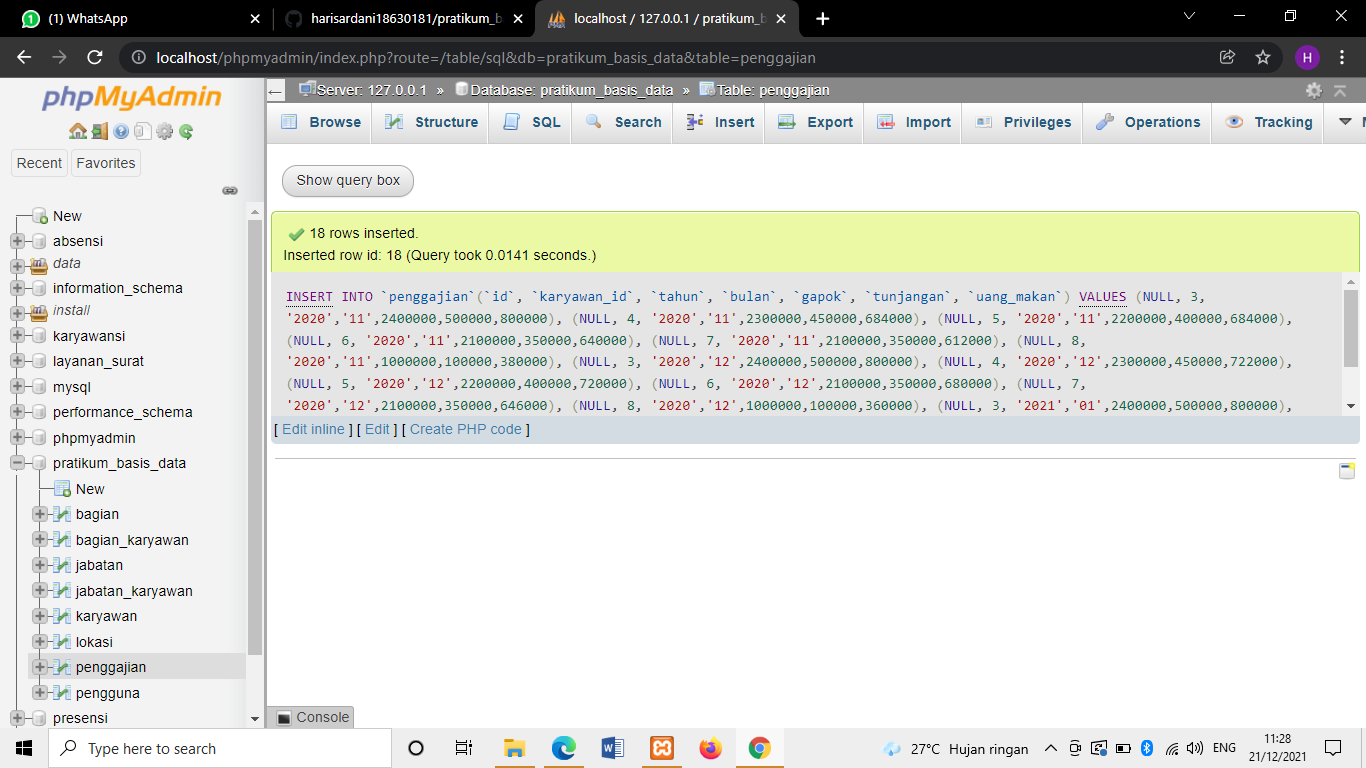 (1) WhatsApp
harisardani18630181/pratikum_b
localhost / 127.0.0.1 / pratikum_b
localhost/phpmyadmin/index.php?route=/table/sql&db=pratikum_basis_data&table=penggajian
H
phpMyAdmin
Recent
Favorites
New
absensi
data
information_schema
install
karyawansi
layanan_surat
mysql
performance_schema
phpmyadmin
pratikum_basis_data
New
bagian
bagian_karyawan
jabatan
jabatan_karyawan
karyawan
lokasi
penggajian
pengguna
presensi
Server: 127.0.0.1 » Database: pratikum_basis_data » Table: penggajian
Browse Structure SQL Search Insert Export Import Privileges Operations Tracking
Show query box
18 rows inserted.
Inserted row id: 18 (Query took 0.0141 seconds.)
INSERT INTO `penggajian`(`id`, `karyawan_id`, `tahun`, `bulan`, `gapok`, `tunjangan`, `uang_makan`) VALUES (NULL, 3,
'2020','11',2400000,500000,800000), (NULL, 4, '2020','11',2300000,450000,684000), (NULL, 5, '2020','11',2200000,400000,684000),
(NULL, 6, '2020','11',2100000,350000,640000), (NULL, 7, '2020','11',2100000,350000,612000), (NULL, 8,
'2020','11',1000000,100000,380000), (NULL, 3, '2020','12',2400000,500000,800000), (NULL, 4, '2020','12',2300000,450000,722000),
(NULL, 5, '2020','12',2200000,400000,720000), (NULL, 6, '2020','12',2100000,350000,680000), (NULL, 7,
'2020','12',2100000,350000,646000), (NULL, 8, '2020','12',1000000,100000,360000), (NULL, 3, '2021','01',2400000,500000,800000),
[ Edit inline ] [ Edit ] [ Create PHP code ]
Console
Type here to search
27°C Hujan ringan
ENG
11:28
21/12/2021